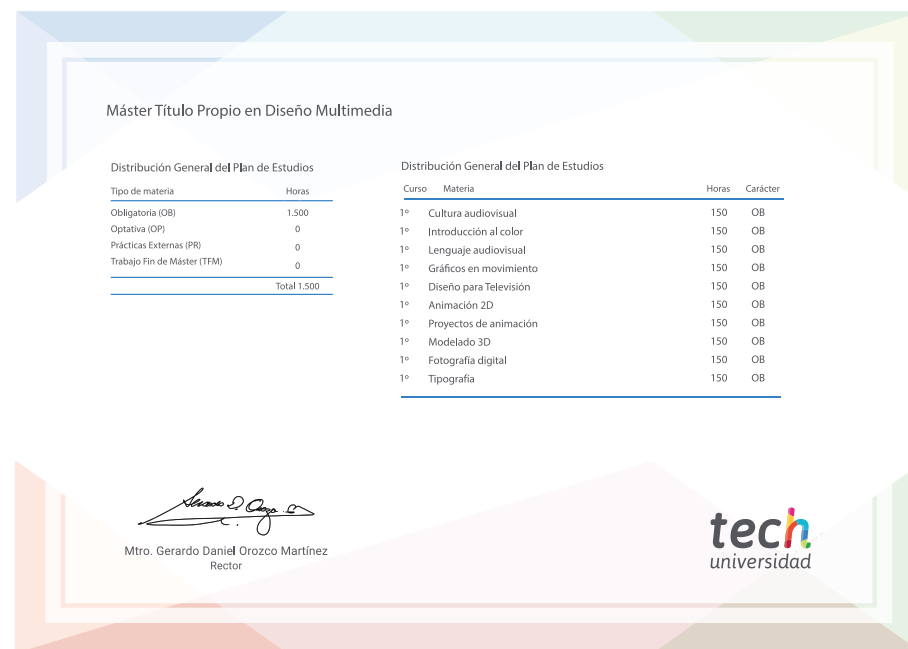 Máster Título Propio en Diseño Multimedia
Distribución General del Plan de Estudios
Tipo de materia Horas
Obligatoria (OB) 1.500
Optativa (OP) 0
Prácticas Externas (PR) 0
Trabajo Fin de Máster (TFM) 0
Total 1.500
Distribución General del Plan de Estudios
Curso Materia Horas Carácter
1º Cultura audiovisual 150 OB
1º Introducción al color 150 OB
1º Lenguaje audiovisual 150 OB
1º Gráficos en movimiento 150 OB
1º Diseño para Televisión 150 OB
1º Animación 2D 150 OB
1º Proyectos de animación 150 OB
1º Modelado 3D 150 OB
1º Fotografía digital 150 OB
1º Tipografía 150 OB
Mtro. Gerardo Daniel Orozco Martínez
Rector
tech
universidad